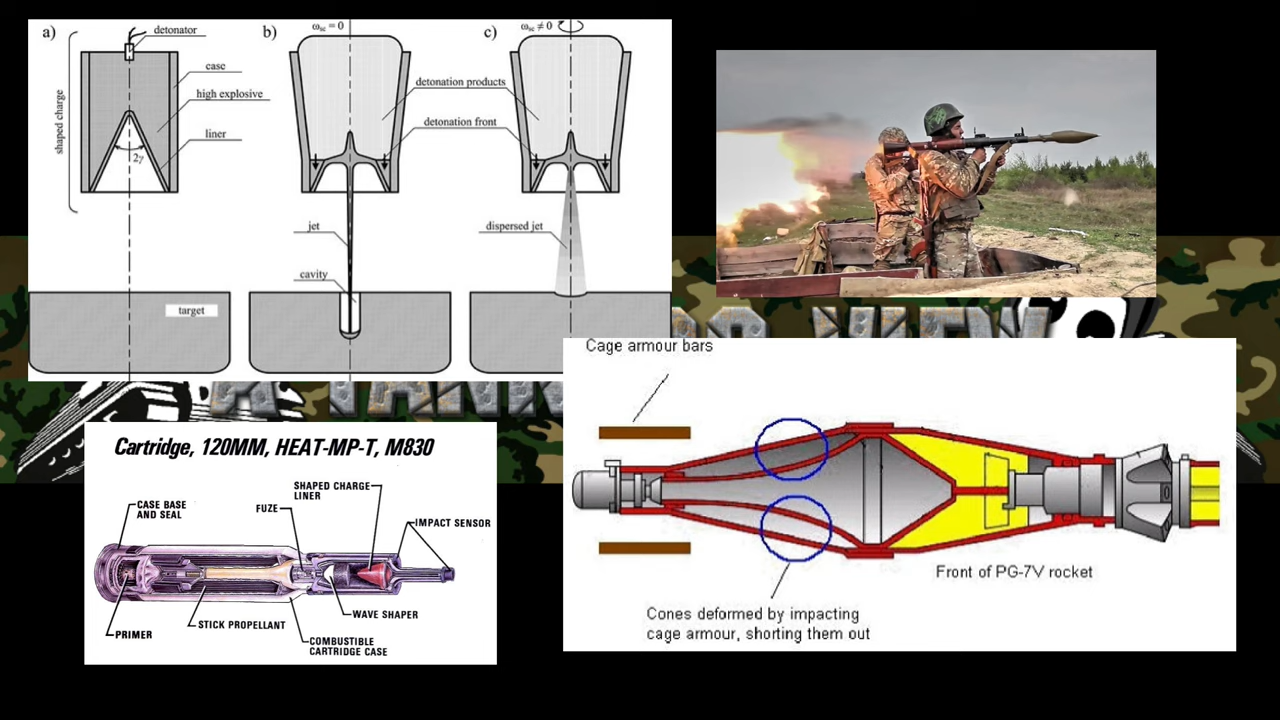 a)
detonator
case
high explosive
liner
shaped charge
2γ
target
b)
ωsc = 0
detonation products
detonation front
jet
cavity
c)
ωsc ≠ 0
dispersed jet
Cage armour bars
Front of PG-7V rocket
Cones deformed by impacting
cage armour, shorting them out
Cartridge, 120MM, HEAT-MP-T, M830
SHAPED CHARGE
LINER
CASE BASE
AND SEAL
FUZE
IMPACT SENSOR
WAVE SHAPER
STICK PROPELLANT
PRIMER
COMBUSTIBLE
CARTRIDGE CASE
A TANK